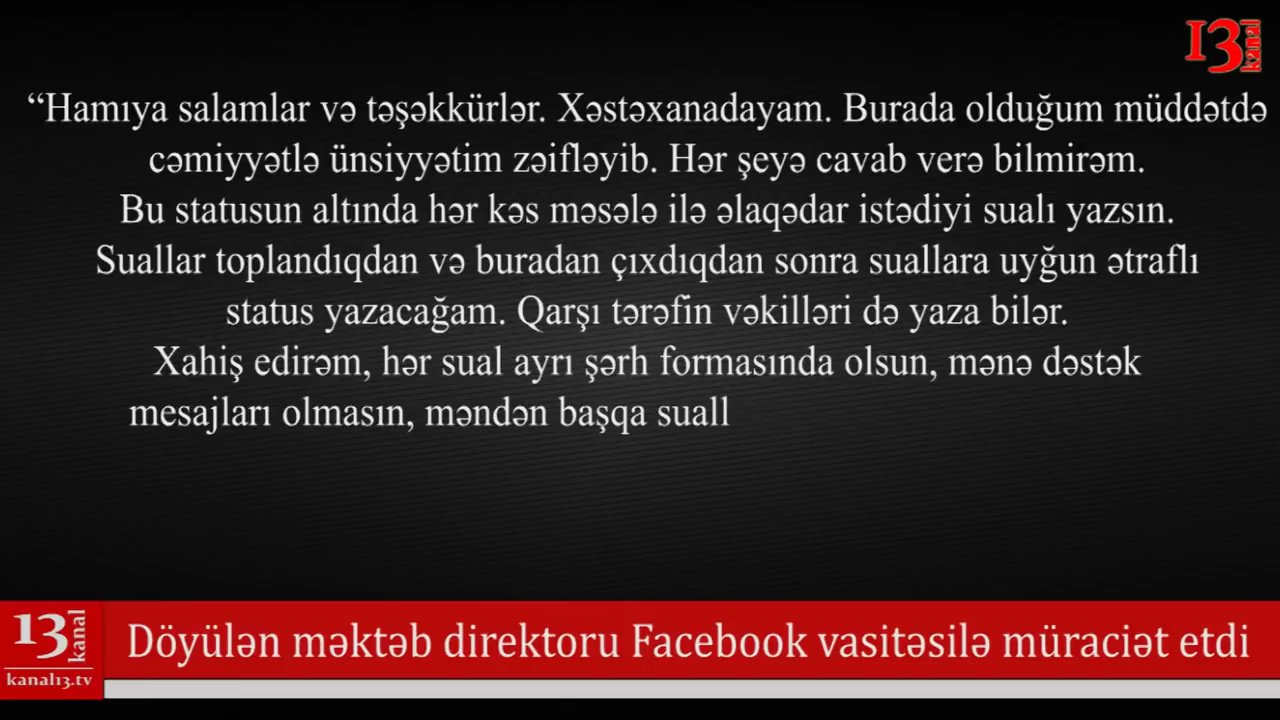 13 kanal
“Hamıya salamlar və təşəkkürlər. Xəstəxanadayam. Burada olduğum müddətdə
cəmiyyətlə ünsiyyətim zəifləyib. Hər şeyə cavab verə bilmirəm.
Bu statusun altında hər kəs məsələ ilə əlaqədar istədiyi sualı yazsın.
Suallar toplandıqdan və buradan çıxdıqdan sonra suallara uyğun ətraflı
status yazacağam. Qarşı tərəfin vəkilləri də yaza bilər.
Xahiş edirəm, hər sual ayrı şərh formasında olsun, mənə dəstək
mesajları olmasın, məndən başqa suall
13 kanal
kanal13.tv
Döyülən məktəb direktoru Facebook vasitəsilə müraciət etdi